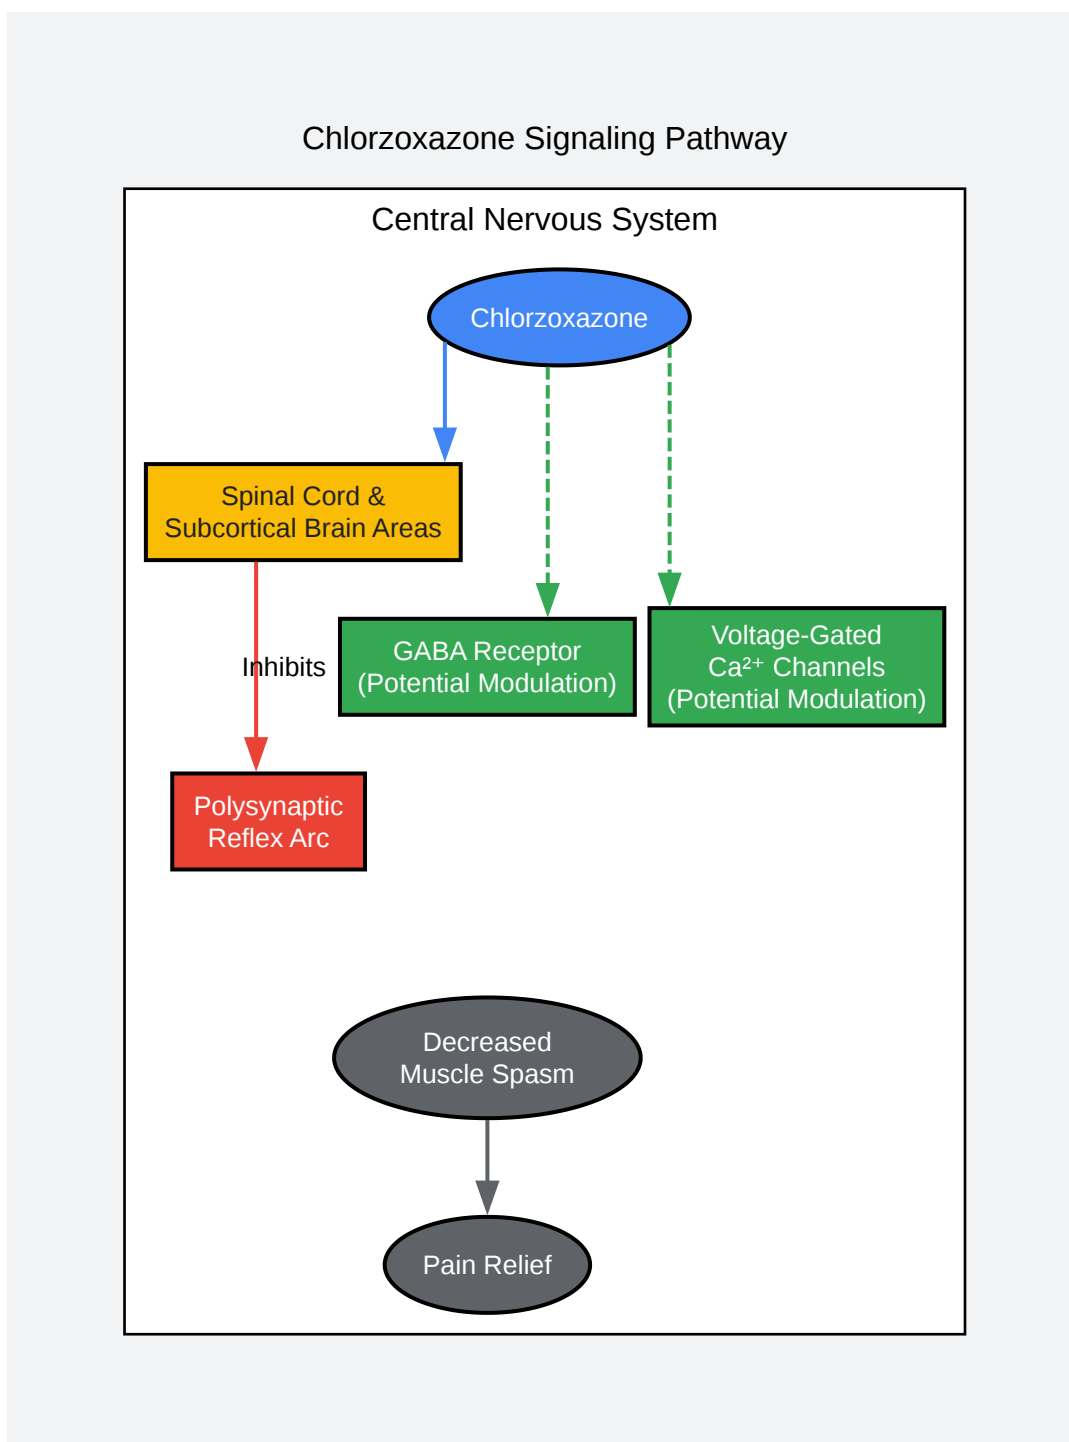 Chlorzoxazone Signaling Pathway
Central Nervous System
Chlorzoxazone
Spinal Cord &
Subcortical Brain Areas
Inhibits
GABA Receptor
(Potential Modulation)
Voltage-Gated
Ca²⁺ Channels
(Potential Modulation)
Polysynaptic
Reflex Arc
Decreased
Muscle Spasm
Pain Relief